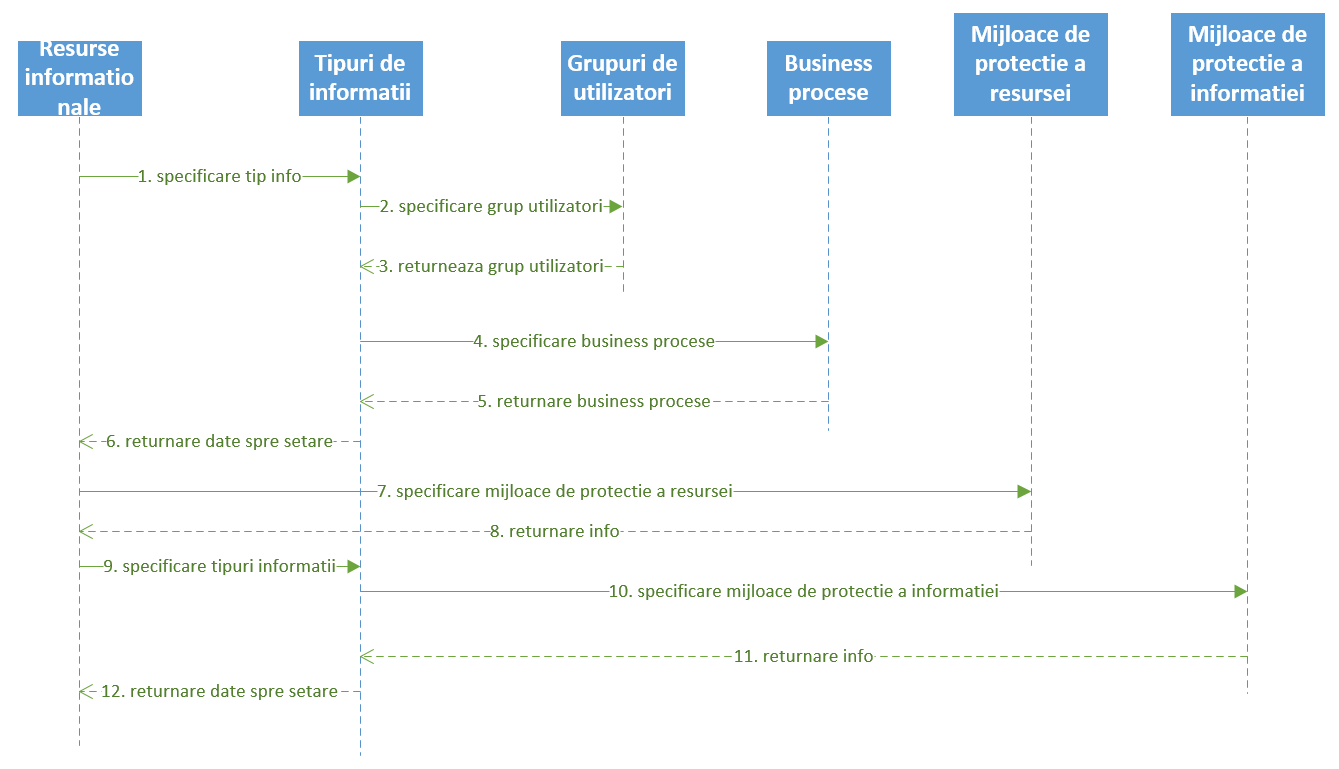 Resurse
informatio
nale
Tipuri de
informatii
Grupuri de
utilizatori
Business
procese
Mijloace de
protectie a
resursei
Mijloace de
protectie a
informatiei
1. specificare tip info
2. specificare grup utilizatori
3. returneaza grup utilizatori
4. specificare business procese
5. returnare business procese
6. returnare date spre setare
7. specificare mijloace de protectie a resursei
8. returnare info
9. specificare tipuri informatii
10. specificare mijloace de protectie a informatiei
11. returnare info
12. returnare date spre setare